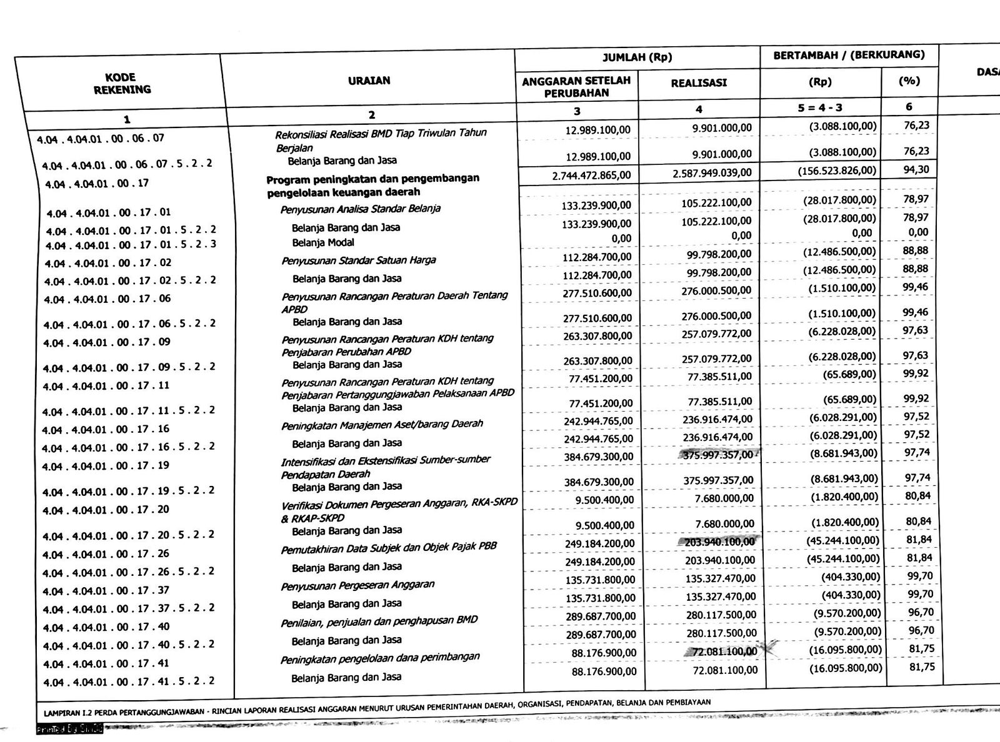 KODE REKENING URAIAN JUMLAH (Rp) BERTAMBAH / (BERKURANG)
ANGGARAN SETELAH PERUBAHAN REALISASI (Rp) (%)
1 2 3 4 5 = 4 - 3 6
4.04 . 4.04.01 . 00 . 06 . 07 Rekonsiliasi Realisasi BMD Tiap Triwulan Tahun 12.989.100,00 9.901.000,00 (3.088.100,00) 76,23
Berjalan
4.04 . 4.04.01 . 00 . 06 . 07 . 5 . 2 . 2 Belanja Barang dan Jasa 12.989.100,00 9.901.000,00 (3.088.100,00) 76,23
4.04 . 4.04.01 . 00 . 17 Program peningkatan dan pengembangan 2.744.472.865,00 2.587.949.039,00 (156.523.826,00) 94,30
pengelolaan keuangan daerah
4.04 . 4.04.01 . 00 . 17 . 01 Penyusunan Analisa Standar Belanja 133.239.900,00 105.222.100,00 (28.017.800,00) 78,97
4.04 . 4.04.01 . 00 . 17 . 01 . 5 . 2 . 2 Belanja Barang dan Jasa 133.239.900,00 105.222.100,00 (28.017.800,00) 78,97
4.04 . 4.04.01 . 00 . 17 . 01 . 5 . 2 . 3 Belanja Modal 0,00 0,00 0,00 0,00
4.04 . 4.04.01 . 00 . 17 . 02 Penyusunan Standar Satuan Harga 112.284.700,00 99.798.200,00 (12.486.500,00) 88,88
4.04 . 4.04.01 . 00 . 17 . 02 . 5 . 2 . 2 Belanja Barang dan Jasa 112.284.700,00 99.798.200,00 (12.486.500,00) 88,88
4.04 . 4.04.01 . 00 . 17 . 06 Penyusunan Rancangan Peraturan Daerah Tentang 277.510.600,00 276.000.500,00 (1.510.100,00) 99,46
APBD
4.04 . 4.04.01 . 00 . 17 . 06 . 5 . 2 . 2 Belanja Barang dan Jasa 277.510.600,00 276.000.500,00 (1.510.100,00) 99,46
4.04 . 4.04.01 . 00 . 17 . 09 Penyusunan Rancangan Peraturan KDH tentang 263.307.800,00 257.079.772,00 (6.228.028,00) 97,63
Penjabaran Perubahan APBD
4.04 . 4.04.01 . 00 . 17 . 09 . 5 . 2 . 2 Belanja Barang dan Jasa 263.307.800,00 257.079.772,00 (6.228.028,00) 97,63
4.04 . 4.04.01 . 00 . 17 . 11 Penyusunan Rancangan Peraturan KDH tentang 77.451.200,00 77.385.511,00 (65.689,00) 99,92
Penjabaran Pertanggungjawaban Pelaksanaan APBD
4.04 . 4.04.01 . 00 . 17 . 11 . 5 . 2 . 2 Belanja Barang dan Jasa 77.451.200,00 77.385.511,00 (65.689,00) 99,92
4.04 . 4.04.01 . 00 . 17 . 16 Peningkatan Manajemen Aset/barang Daerah 242.944.765,00 236.916.474,00 (6.028.291,00) 97,52
4.04 . 4.04.01 . 00 . 17 . 16 . 5 . 2 . 2 Belanja Barang dan Jasa 242.944.765,00 236.916.474,00 (6.028.291,00) 97,52
4.04 . 4.04.01 . 00 . 17 . 19 Intensifikasi dan Ekstensifikasi Sumber-sumber 384.679.300,00 375.997.357,00 (8.681.943,00) 97,74
Pendapatan Daerah
4.04 . 4.04.01 . 00 . 17 . 19 . 5 . 2 . 2 Belanja Barang dan Jasa 384.679.300,00 375.997.357,00 (8.681.943,00) 97,74
4.04 . 4.04.01 . 00 . 17 . 20 Verifikasi Dokumen Pergeseran Anggaran, RKA-SKPD 9.500.400,00 7.680.000,00 (1.820.400,00) 80,84
& RKAP-SKPD
4.04 . 4.04.01 . 00 . 17 . 20 . 5 . 2 . 2 Belanja Barang dan Jasa 9.500.400,00 7.680.000,00 (1.820.400,00) 80,84
4.04 . 4.04.01 . 00 . 17 . 26 Pemutakhiran Data Subjek dan Objek Pajak PBB 249.184.200,00 203.940.100,00 (45.244.100,00) 81,84
4.04 . 4.04.01 . 00 . 17 . 26 . 5 . 2 . 2 Belanja Barang dan Jasa 249.184.200,00 203.940.100,00 (45.244.100,00) 81,84
4.04 . 4.04.01 . 00 . 17 . 37 Penyusunan Pergeseran Anggaran 135.731.800,00 135.327.470,00 (404.330,00) 99,70
4.04 . 4.04.01 . 00 . 17 . 37 . 5 . 2 . 2 Belanja Barang dan Jasa 135.731.800,00 135.327.470,00 (404.330,00) 99,70
4.04 . 4.04.01 . 00 . 17 . 40 Penilaian, penjualan dan penghapusan BMD 289.687.700,00 280.117.500,00 (9.570.200,00) 96,70
4.04 . 4.04.01 . 00 . 17 . 40 . 5 . 2 . 2 Belanja Barang dan Jasa 289.687.700,00 280.117.500,00 (9.570.200,00) 96,70
4.04 . 4.04.01 . 00 . 17 . 41 Peningkatan pengelolaan dana perimbangan 88.176.900,00 72.081.100,00 (16.095.800,00) 81,75
4.04 . 4.04.01 . 00 . 17 . 41 . 5 . 2 . 2 Belanja Barang dan Jasa 88.176.900,00 72.081.100,00 (16.095.800,00) 81,75
LAMPIRAN I.2 PERDA PERTANGGUNGJAWABAN - RINCIAN LAPORAN REALISASI ANGGARAN MENURUT URUSAN PEMERINTAHAN DAERAH, ORGANISASI, PENDAPATAN, BELANJA DAN PEMBIAYAAN
Printed By